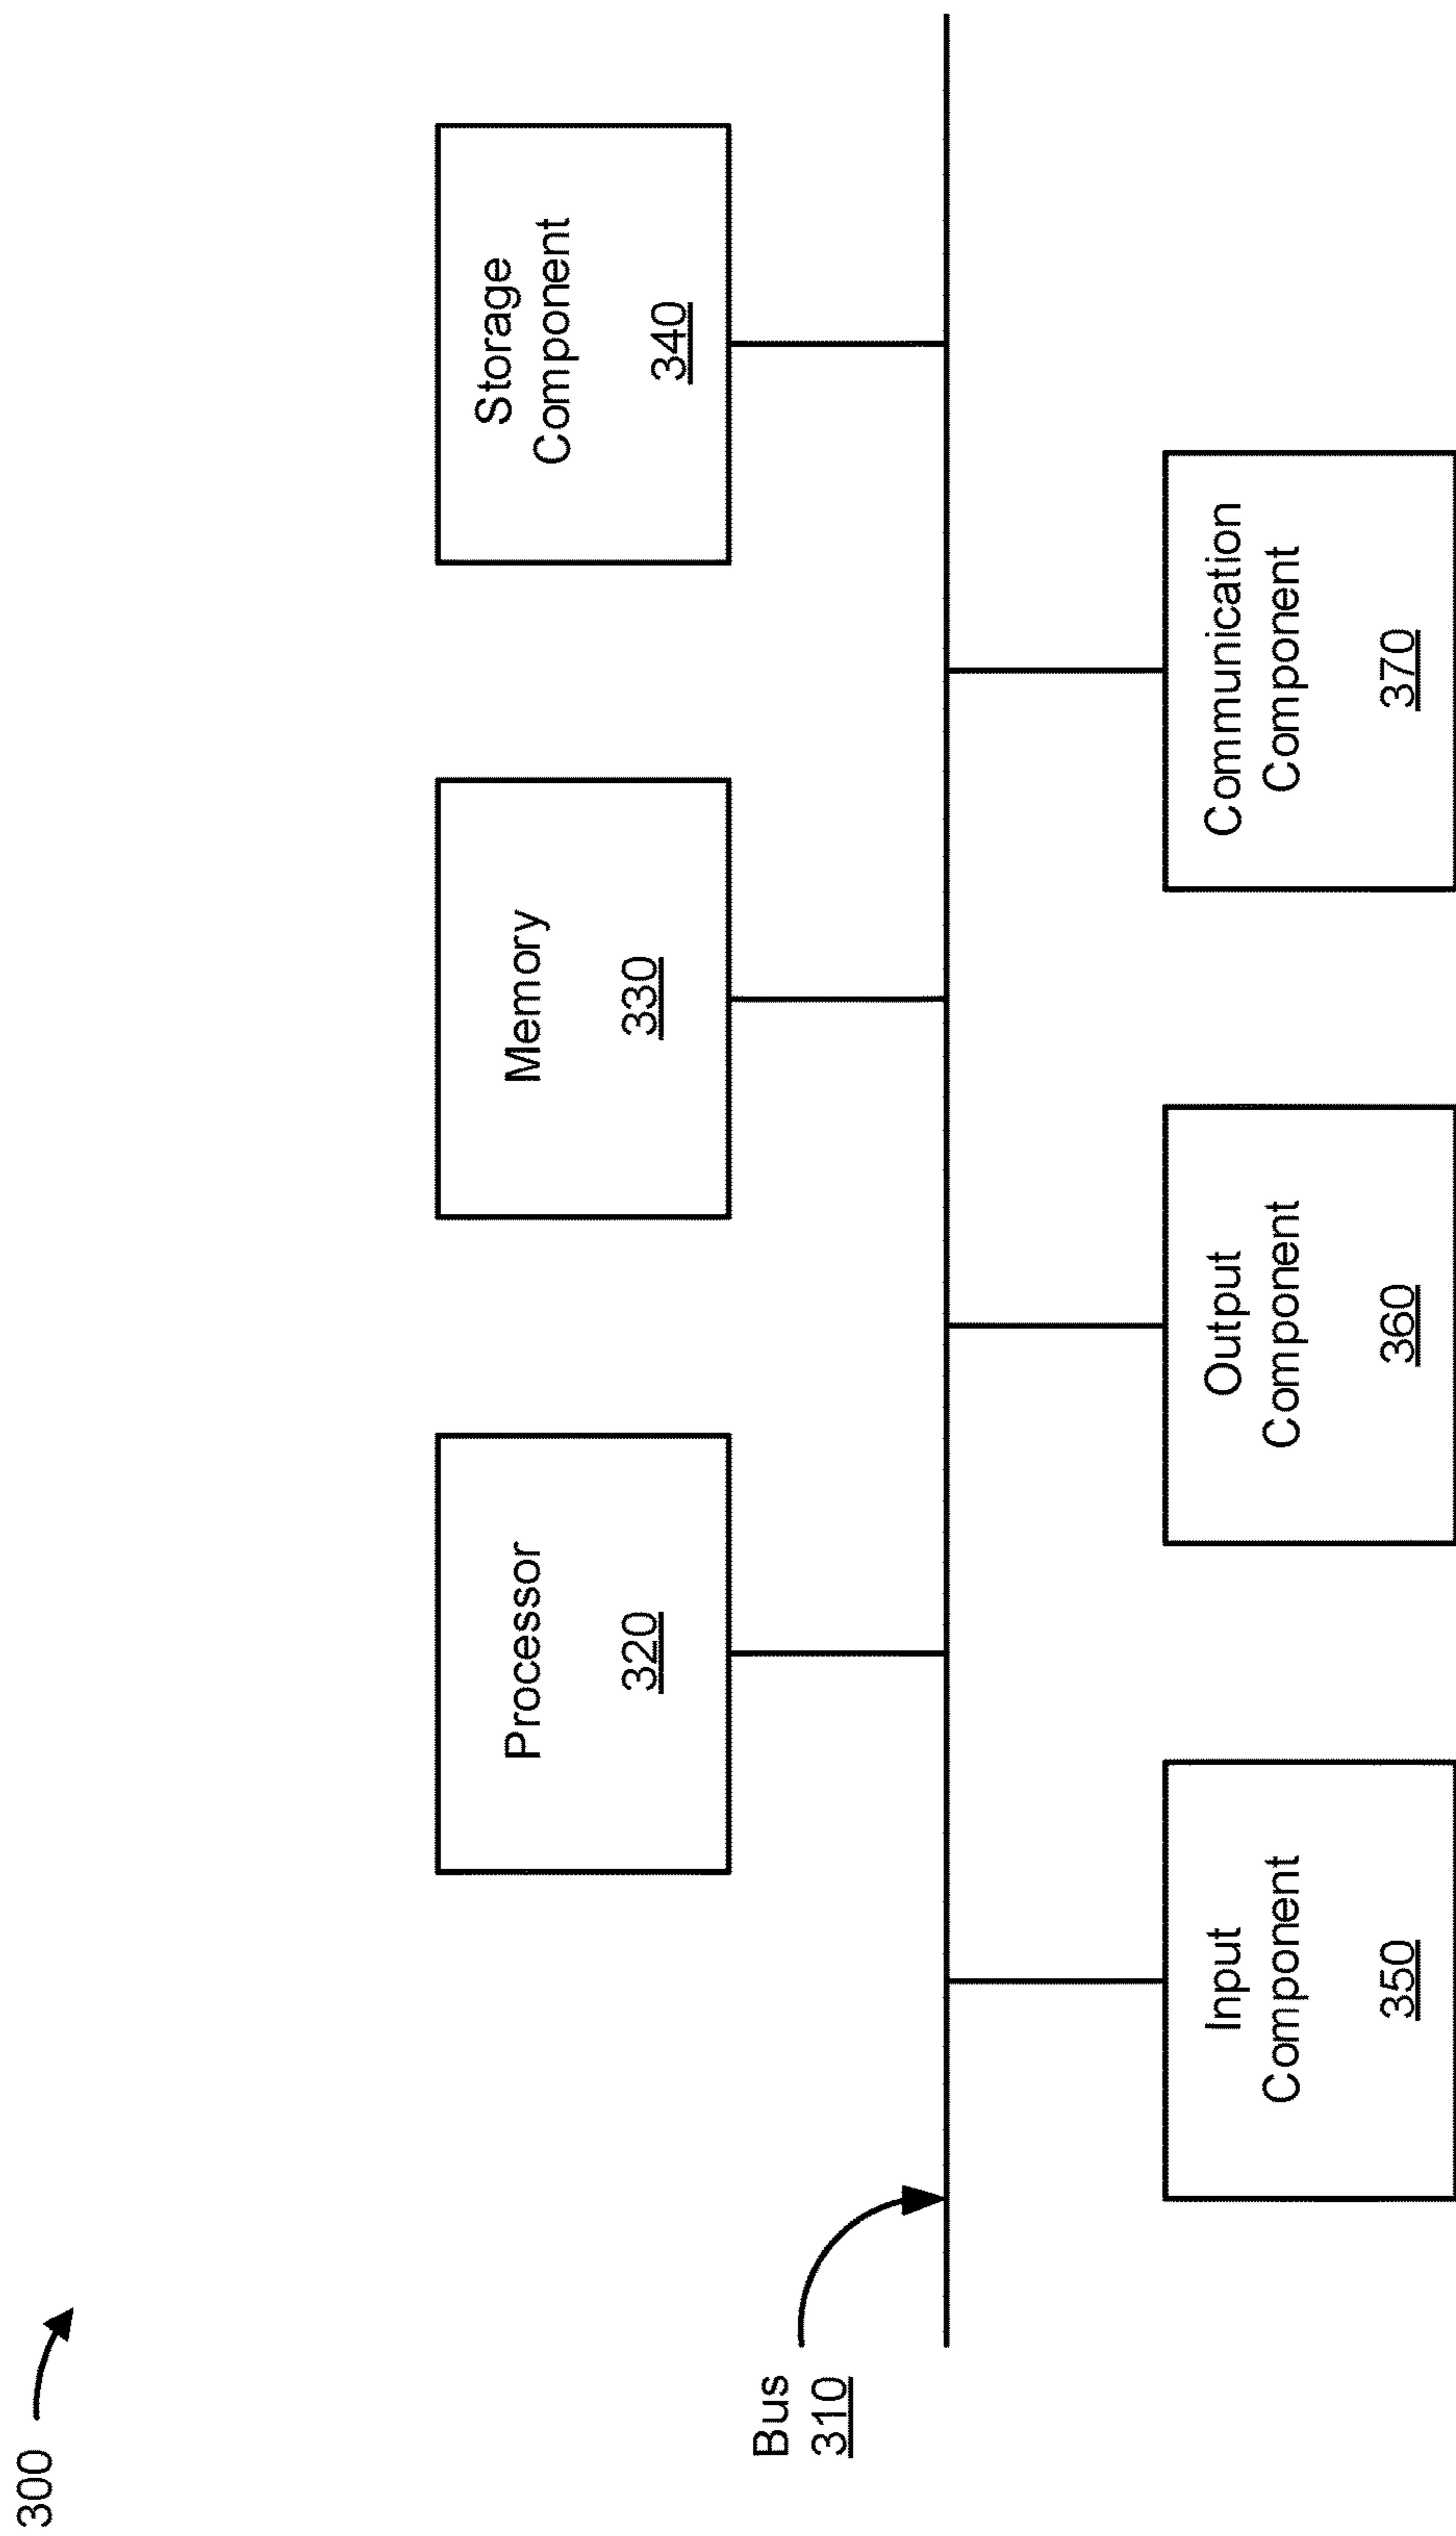 300
Processor
320
Memory
330
Storage
Component
340
Bus
310
Input
Component
350
Output
Component
360
Communication
Component
370